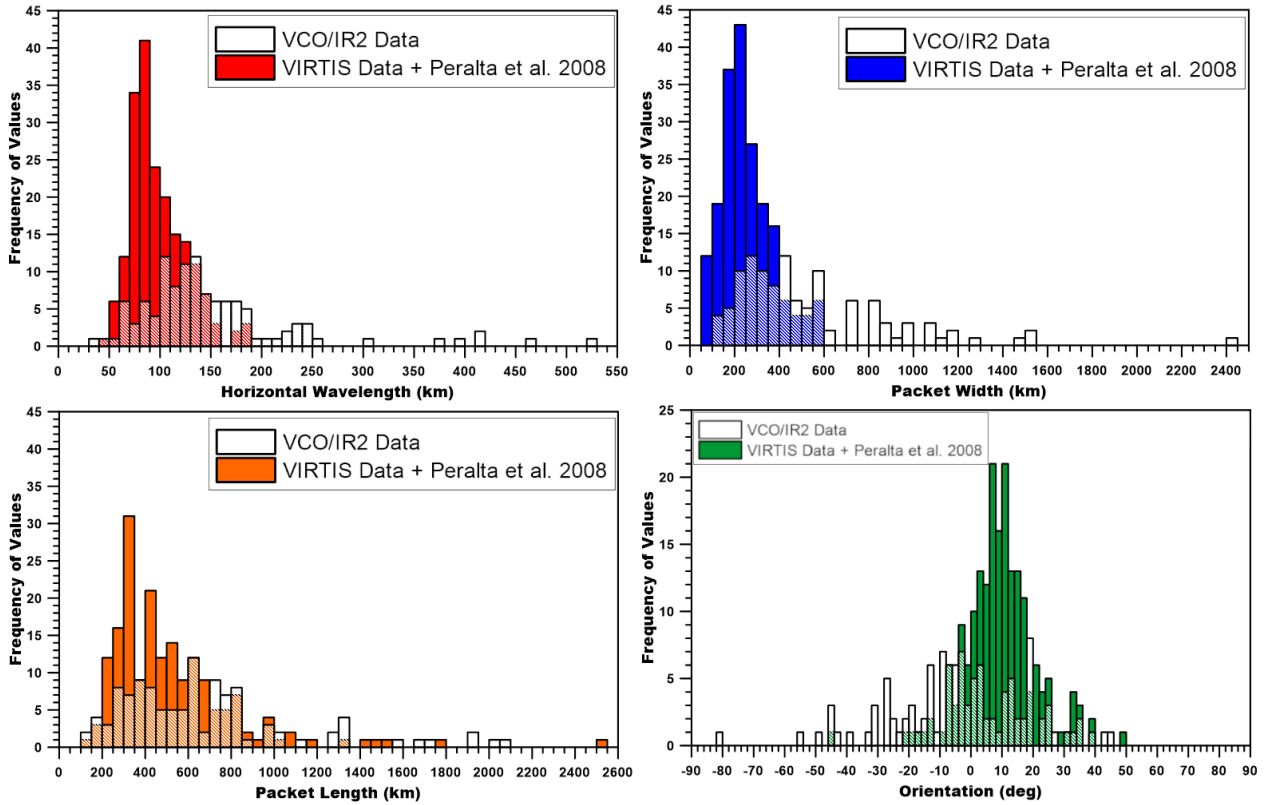 45
40
35
30
25
20
15
10
5
0
Frequency of Values
VCO/IR2 Data
VIRTIS Data + Peralta et al. 2008
0 50 100 150 200 250 300 350 400 450 500 550
Horizontal Wavelength (km)
45
40
35
30
25
20
15
10
5
0
Frequency of Values
VCO/IR2 Data
VIRTIS Data + Peralta et al. 2008
0 200 400 600 800 1000 1200 1400 1600 1800 2000 2200 2400
Packet Width (km)
45
40
35
30
25
20
15
10
5
0
Frequency of Values
VCO/IR2 Data
VIRTIS Data + Peralta et al. 2008
0 200 400 600 800 1000 1200 1400 1600 1800 2000 2200 2400 2600
Packet Length (km)
25
20
15
10
5
0
Frequency of Values
VCO/IR2 Data
VIRTIS Data + Peralta et al. 2008
-90 -80 -70 -60 -50 -40 -30 -20 -10 0 10 20 30 40 50 60 70 80 90
Orientation (deg)